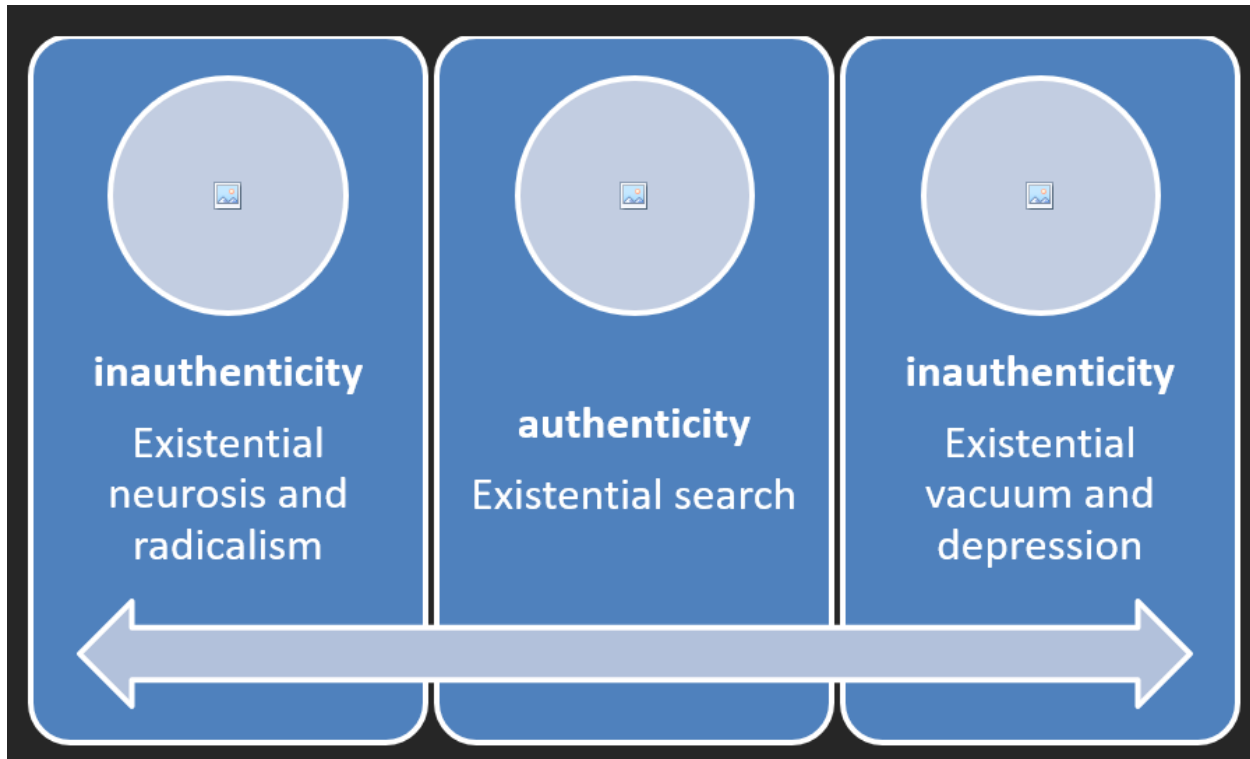 inauthenticity
Existential
neurosis and
radicalism
authenticity
Existential search
inauthenticity
Existential
vacuum and
depression